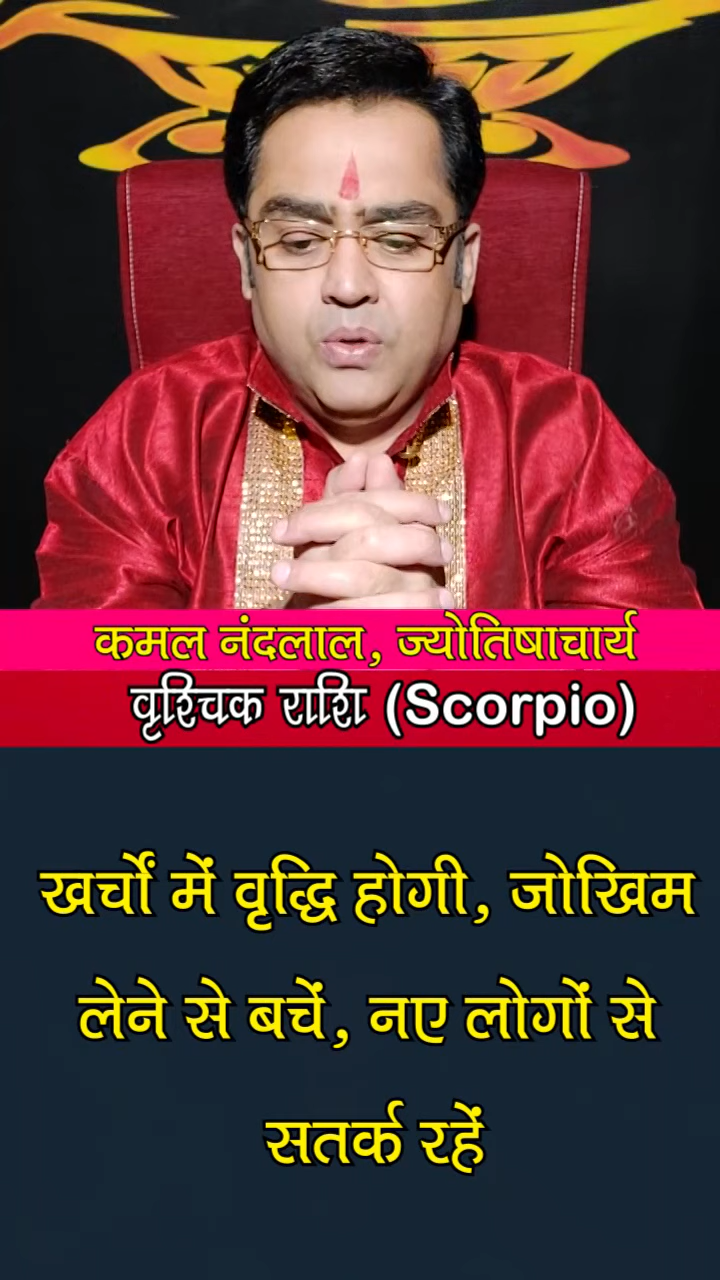 कमल नंदलाल, ज्योतिषाचार्य
वृश्चिक राशि (Scorpio)
खर्चों में वृद्धि होगी, जोखिम
लेने से बचें, नए लोगों से
सतर्क रहें